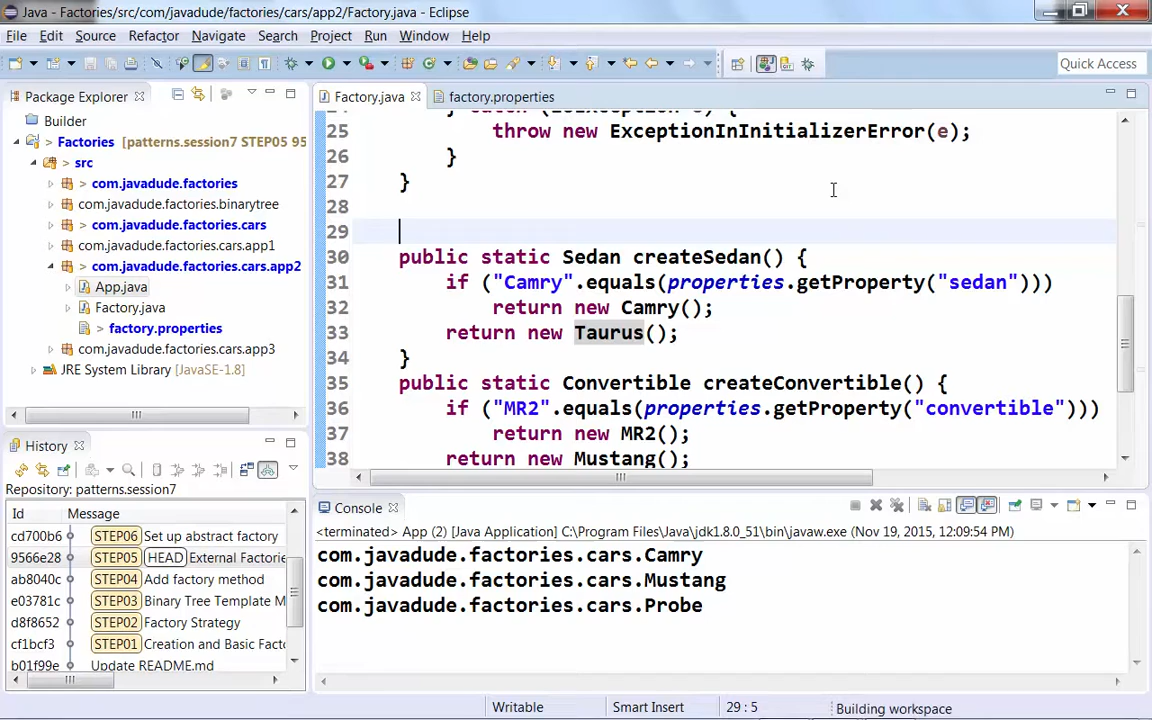 Java - Factories/src/com/javadude/factories/cars/app2/Factory.java - Eclipse
File Edit Source Refactor Navigate Search Project Run Window Help
Quick Access
Package Explorer
Builder
> Factories [patterns.session7 STEP05 95
> src
> com.javadude.factories
com.javadude.factories.binarytree
> com.javadude.factories.cars
com.javadude.factories.cars.app1
> com.javadude.factories.cars.app2
App.java
Factory.java
> factory.properties
com.javadude.factories.cars.app3
JRE System Library [JavaSE-1.8]
History
Repository: patterns.session7
Id Message
cd700b6 STEP06 Set up abstract factory
9566e28 STEP05 HEAD External Factorie
ab8040c STEP04 Add factory method
e03781c STEP03 Binary Tree Template M
d8f8652 STEP02 Factory Strategy
cf1bcf3 STEP01 Creation and Basic Fact
b01f99e Update README.md
Factory.java factory.properties
25 throw new ExceptionInInitializerError(e);
26 }
27 }
28
29
30 public static Sedan createSedan() {
31 if ("Camry".equals(properties.getProperty("sedan")))
32 return new Camry();
33 return new Taurus();
34 }
35 public static Convertible createConvertible() {
36 if ("MR2".equals(properties.getProperty("convertible")))
37 return new MR2();
38 return new Mustang();
Console
<terminated> App (2) [Java Application] C:\Program Files\Java\jdk1.8.0_51\bin\javaw.exe (Nov 19, 2015, 12:09:54 PM)
com.javadude.factories.cars.Camry
com.javadude.factories.cars.Mustang
com.javadude.factories.cars.Probe
Writable Smart Insert 29 : 5 Building workspace